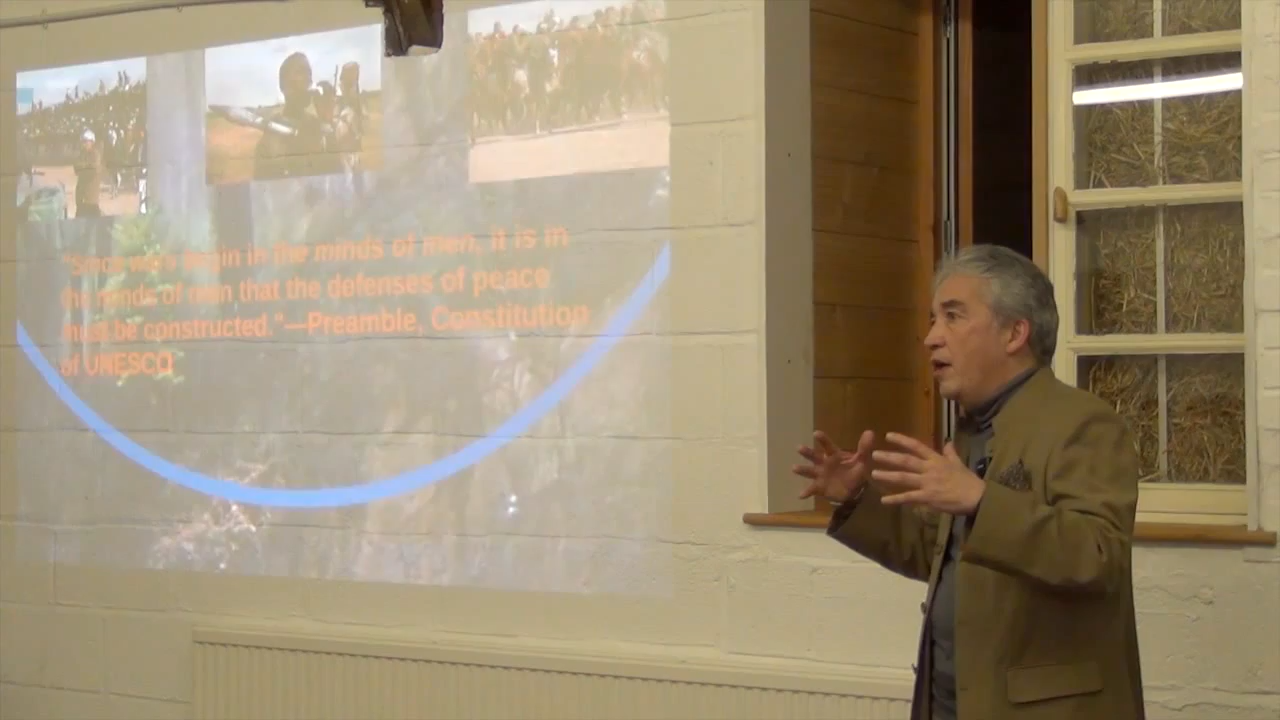 "Since wars begin in the minds of men, it is in
the minds of men that the defenses of peace
must be constructed."—Preamble, Constitution
of UNESCO